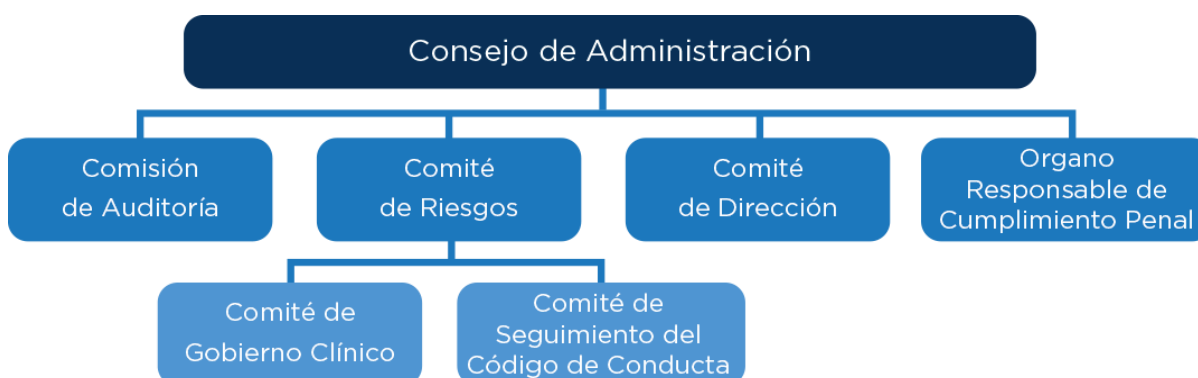 Consejo de Administración
Comisión
de Auditoría
Comité
de Riesgos
Comité
de Dirección
Organo
Responsable de
Cumplimiento Penal
Comité de
Gobierno Clínico
Comité de
Seguimiento del
Código de Conducta